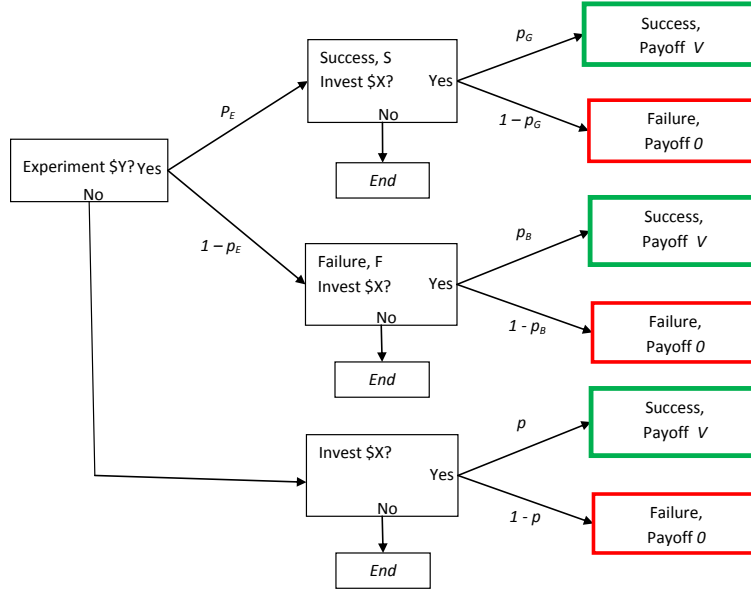 Success,
Payoff V
p_G
Success, S
Invest $X?
Yes
No
1 – p_G
Failure,
Payoff 0
P_E
End
Experiment $Y? Yes
No
1 – p_E
Success,
Payoff V
p_B
Failure, F
Invest $X?
Yes
No
1 - p_B
Failure,
Payoff 0
End
Success,
Payoff V
p
Invest $X?
Yes
No
1 - p
Failure,
Payoff 0
End